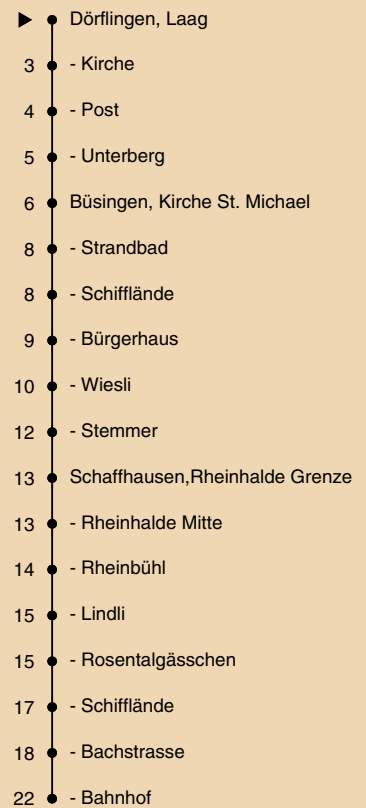 Dörflingen, Laag
3 - Kirche
4 - Post
5 - Unterberg
6 Büsingen, Kirche St. Michael
8 - Strandbad
8 - Schifflände
9 - Bürgerhaus
10 - Wiesli
12 - Stemmer
13 Schaffhausen,Rheinhalde Grenze
13 - Rheinhalde Mitte
14 - Rheinbühl
15 - Lindli
15 - Rosentalgässchen
17 - Schifflände
18 - Bachstrasse
22 - Bahnhof